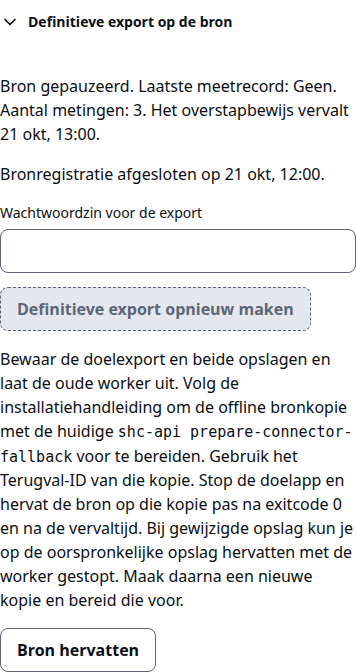 Definitieve export op de bron
Bron gepauzeerd. Laatste meetrecord: Geen.
Aantal metingen: 3. Het overstapbewijs vervalt
21 okt, 13:00.
Bronregistratie afgesloten op 21 okt, 12:00.
Wachtwoordzin voor de export
Definitieve export opnieuw maken
Bewaar de doelexport en beide opslagen en
laat de oude worker uit. Volg de
installatiehandleiding om de offline bronkopie
met de huidige shc-api prepare-connector-
fallback voor te bereiden. Gebruik het
Terugval-ID van die kopie. Stop de doelapp en
hervat de bron op die kopie pas na exitcode 0
en na de vervaltijd. Bij gewijzigde opslag kun je
op de oorspronkelijke opslag hervatten met de
worker gestopt. Maak daarna een nieuwe
kopie en bereid die voor.
Bron hervatten